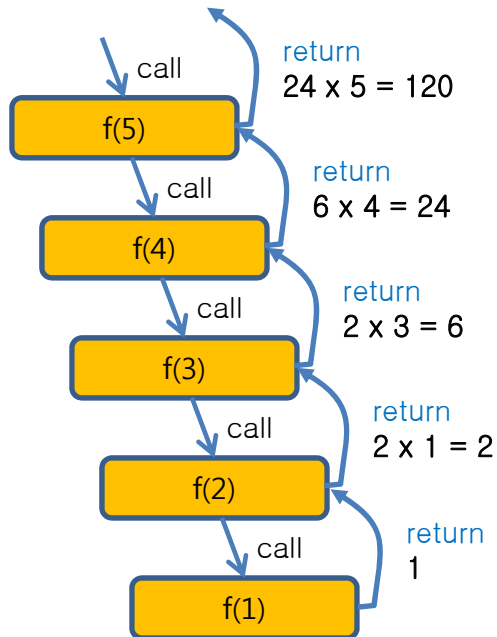 return
call
24 x 5 = 120
f(5)
return
call
6 x 4 = 24
f(4)
return
call
2 x 3 = 6
f(3)
return
call
2 x 1 = 2
f(2)
return
call
1
f(1)